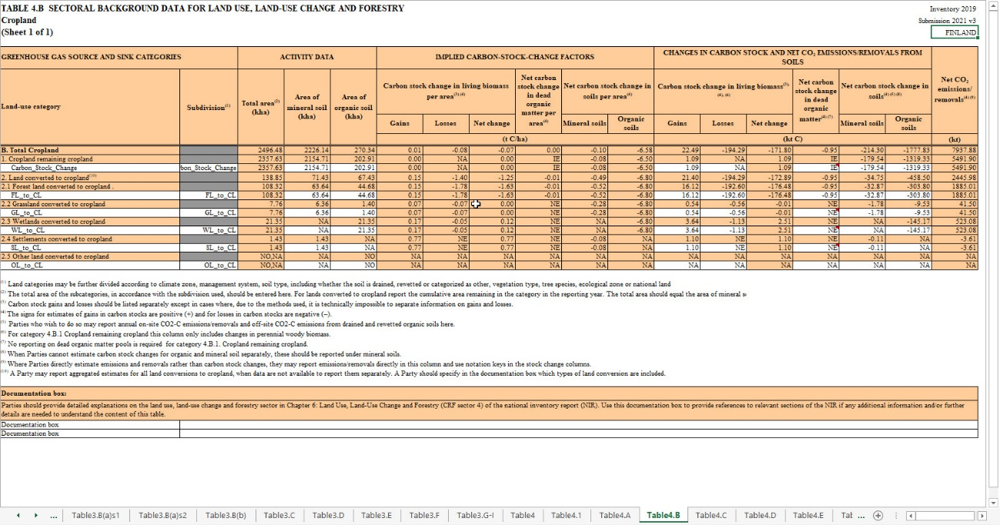 TABLE 4.B SECTORAL BACKGROUND DATA FOR LAND USE, LAND-USE CHANGE AND FORESTRY
Inventory 2019
Cropland
Submission 2021 v3
(Sheet 1 of 1)
FINLAND
GREENHOUSE GAS SOURCE AND SINK CATEGORIES ACTIVITY DATA IMPLIED CARBON-STOCK-CHANGE FACTORS CHANGES IN CARBON STOCK AND NET CO2 EMISSIONS/REMOVALS FROM SOILS
Land-use category
Subdivision(1)
Total area(2) (kha)
Area of mineral soil (kha)
Area of organic soil (kha)
Carbon stock change in living biomass per area(3) (4)
Net carbon stock change in dead organic matter per area(4)
Net carbon stock change in soils per area(4)
Carbon stock change in living biomass(3), (4), (6)
Net carbon stock change in dead organic matter(4) (7)
Net carbon stock change in soils(4) (5) (8)
Net CO2 emissions/ removals(4) (9)
Gains Losses Net change Mineral soils Organic soils Gains Losses Net change Mineral soils Organic soils
(t C/ha) (kt C) (kt)
B. Total Cropland 2496.48 2226.14 270.34 0.01 -0.08 -0.07 0.00 -0.10 -6.58 22.49 -194.29 -171.80 -0.95 -214.30 -1777.83 7937.88
1. Cropland remaining cropland 2357.63 2154.71 202.91 0.00 NA 0.00 IE -0.08 -6.50 1.09 NA 1.09 IE -179.54 -1319.33 5491.90
Carbon_Stock_Change bon_Stock_Change 2357.63 2154.71 202.91 0.00 NA 0.00 IE -0.08 -6.50 1.09 NA 1.09 IE -179.54 -1319.33 5491.90
2. Land converted to cropland(10) 138.85 71.43 67.43 0.15 -1.40 -1.25 -0.01 -0.49 -6.80 21.40 -194.29 -172.89 -0.95 -34.75 -458.50 2445.98
2.1 Forest land converted to cropland . 108.32 63.64 44.68 0.15 -1.78 -1.63 -0.01 -0.52 -6.80 16.12 -192.60 -176.48 -0.95 -32.87 -303.80 1885.01
FL_to_CL FL_to_CL 108.32 63.64 44.68 0.15 -1.78 -1.63 -0.01 -0.52 -6.80 16.12 -192.60 -176.48 -0.95 -32.87 -303.80 1885.01
2.2 Grassland converted to cropland 7.76 6.36 1.40 0.07 -0.07 0.00 NE -0.28 -6.80 0.54 -0.56 -0.01 NE -1.78 -9.53 41.50
GL_to_CL GL_to_CL 7.76 6.36 1.40 0.07 -0.07 0.00 NE -0.28 -6.80 0.54 -0.56 -0.01 NE -1.78 -9.53 41.50
2.3 Wetlands converted to cropland 21.35 NA 21.35 0.17 -0.05 0.12 NE NA -6.80 3.64 -1.13 2.51 NE NA -145.17 523.08
WL_to_CL WL_to_CL 21.35 NA 21.35 0.17 -0.05 0.12 NE NA -6.80 3.64 -1.13 2.51 NE NA -145.17 523.08
2.4 Settlements converted to cropland 1.43 1.43 NA 0.77 NE 0.77 NE -0.08 NA 1.10 NE 1.10 NE -0.11 NA -3.61
SL_to_CL SL_to_CL 1.43 1.43 NA 0.77 NE 0.77 NE -0.08 NA 1.10 NE 1.10 NE -0.11 NA -3.61
2.5 Other land converted to cropland NO,NA NA NO NA NA NA NA NA NA NA NA NA NA NA NA NA
OL_to_CL OL_to_CL NO,NA NA NO NA NA NA NA NA NA NA NA NA NA NA NA NA
(1) Land categories may be further divided according to climate zone, management system, soil type, including whether the soil is drained, rewetted or categorized as other, vegetation type, tree species, ecological zone or national land
(2) The total area of the subcategories, in accordance with the subdivision used, should be entered here. For lands converted to cropland report the cumulative area remaining in the category in the reporting year. The total area should equal the area of mineral s
(3) Carbon stock gains and losses should be listed separately except in cases where, due to the methods used, it is technically impossible to separate information on gains and losses.
(4) The signs for estimates of gains in carbon stocks are positive (+) and for losses in carbon stocks are negative (–).
(5) Parties who wish to do so may report annual on-site CO2-C emissions/removals and off-site CO2-C emissions from drained and rewetted organic soils here.
(6) For category 4.B.1 Cropland remaining cropland this column only includes changes in perennial woody biomass.
(7) No reporting on dead organic matter pools is required for category 4.B.1. Cropland remaining cropland.
(8) When Parties cannot estimate carbon stock changes for organic and mineral soil separately, these should be reported under mineral soils.
(9) Where Parties directly estimate emissions and removals rather than carbon stock changes, they may report emissions/removals directly in this column and use notation keys in the stock change columns.
(10) A Party may report aggregated estimates for all land conversions to cropland, when data are not available to report them separately. A Party should specify in the documentation box which types of land conversion are included.
Documentation box:
Parties should provide detailed explanations on the land use, land-use change and forestry sector in Chapter 6: Land Use, Land-Use Change and Forestry (CRF sector 4) of the national inventory report (NIR). Use this documentation box to provide references to relevant sections of the NIR if any additional information and/or further
details are needed to understand the content of this table.
Documentation box
Documentation box
... Table3.B(a)s1 Table3.B(a)s2 Table3.B(b) Table3.C Table3.D Table3.E Table3.F Table3.G-I Table4 Table4.1 Table4.A Table4.B Table4.C Table4.D Table4.E Tat ...